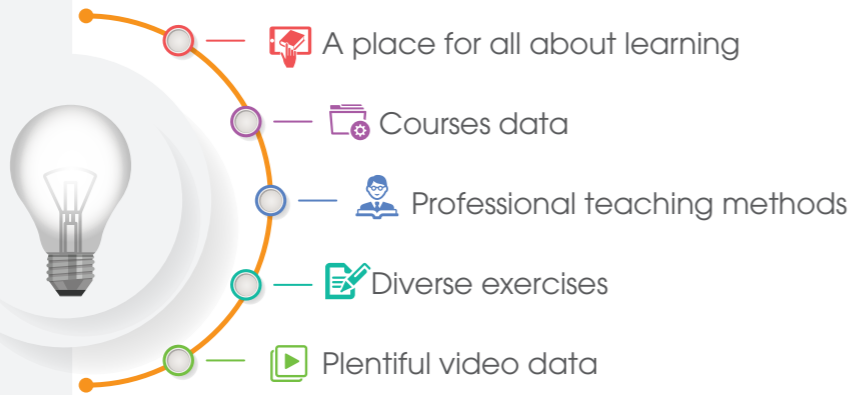 A place for all about learning
Courses data
Professional teaching methods
Diverse exercises
Plentiful video data